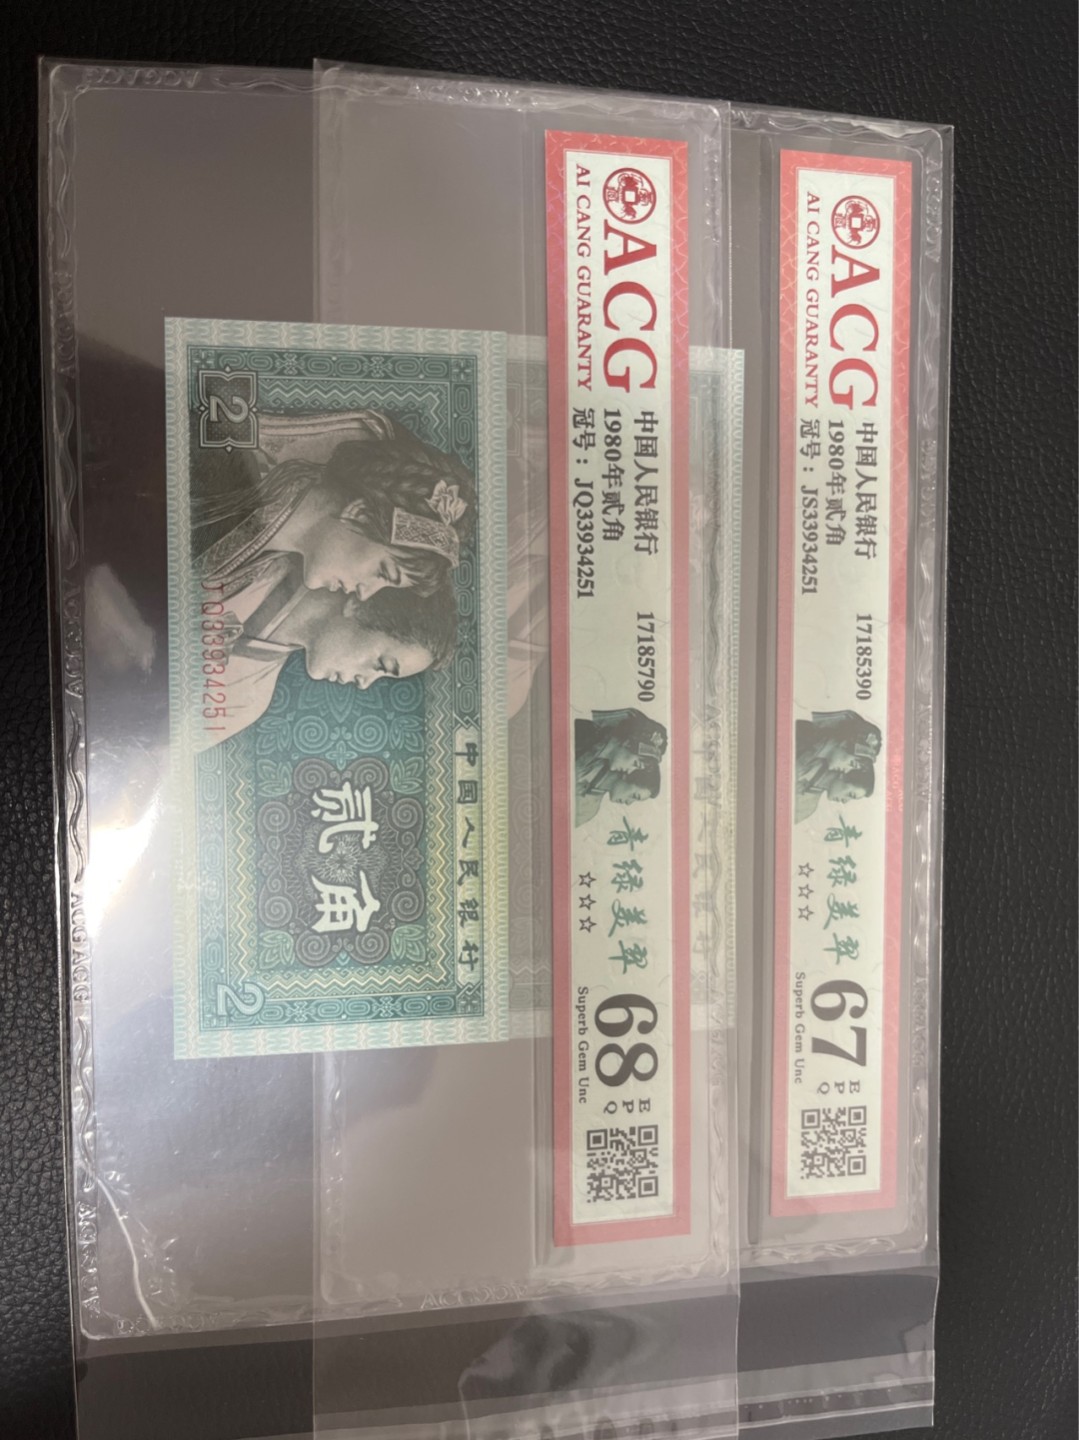 ACG
AI CANG GUARANTY
中国人民银行
1980年贰角
冠号：JS33934251
17185390
青绿美翠
☆☆☆
67
EPQ
Superb Gem Unc
ACG
AI CANG GUARANTY
中国人民银行
1980年贰角
冠号：JQ33934251
17185790
青绿美翠
☆☆☆
68
EPQ
Superb Gem Unc
中国人民银行
贰角
2
2
JQ33934251
ACGACG